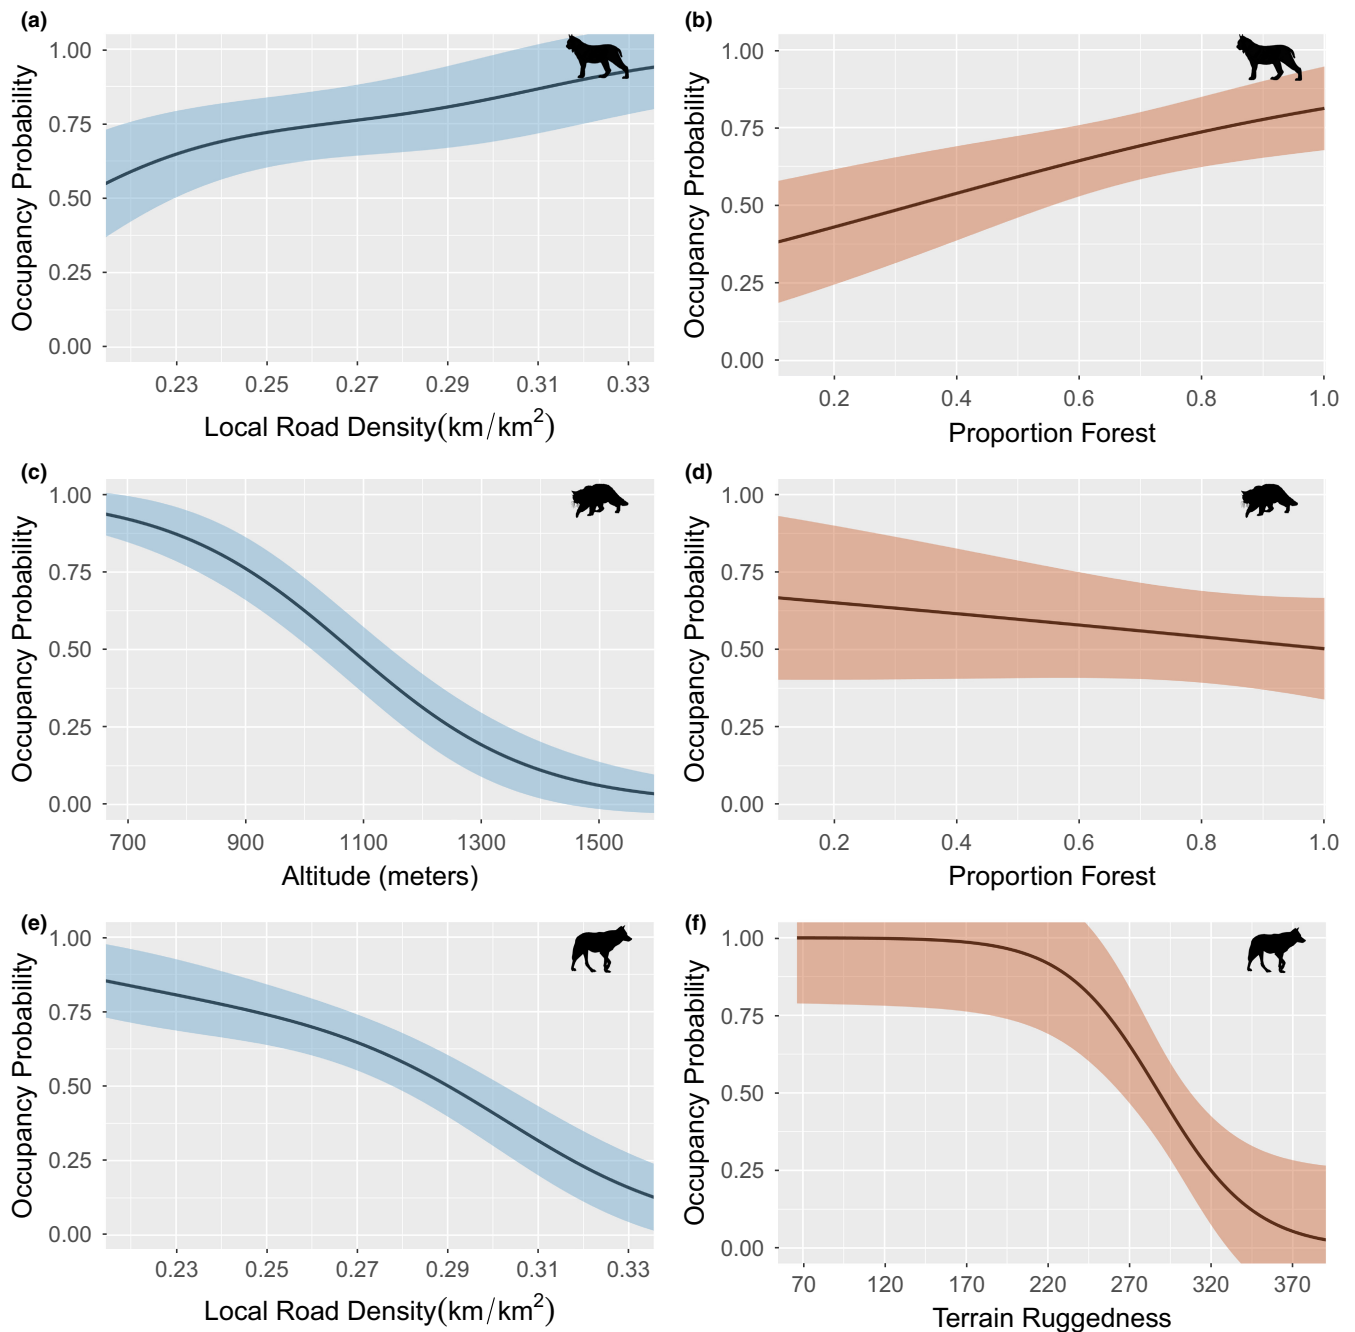 (a)
Occupancy Probability
1.00
0.75
0.50
0.25
0.00
0.23 0.25 0.27 0.29 0.31 0.33
Local Road Density(km/km²)
(b)
Occupancy Probability
1.00
0.75
0.50
0.25
0.00
0.2 0.4 0.6 0.8 1.0
Proportion Forest
(c)
Occupancy Probability
1.00
0.75
0.50
0.25
0.00
700 900 1100 1300 1500
Altitude (meters)
(d)
Occupancy Probability
1.00
0.75
0.50
0.25
0.00
0.2 0.4 0.6 0.8 1.0
Proportion Forest
(e)
Occupancy Probability
1.00
0.75
0.50
0.25
0.00
0.23 0.25 0.27 0.29 0.31 0.33
Local Road Density(km/km²)
(f)
Occupancy Probability
1.00
0.75
0.50
0.25
0.00
70 120 170 220 270 320 370
Terrain Ruggedness